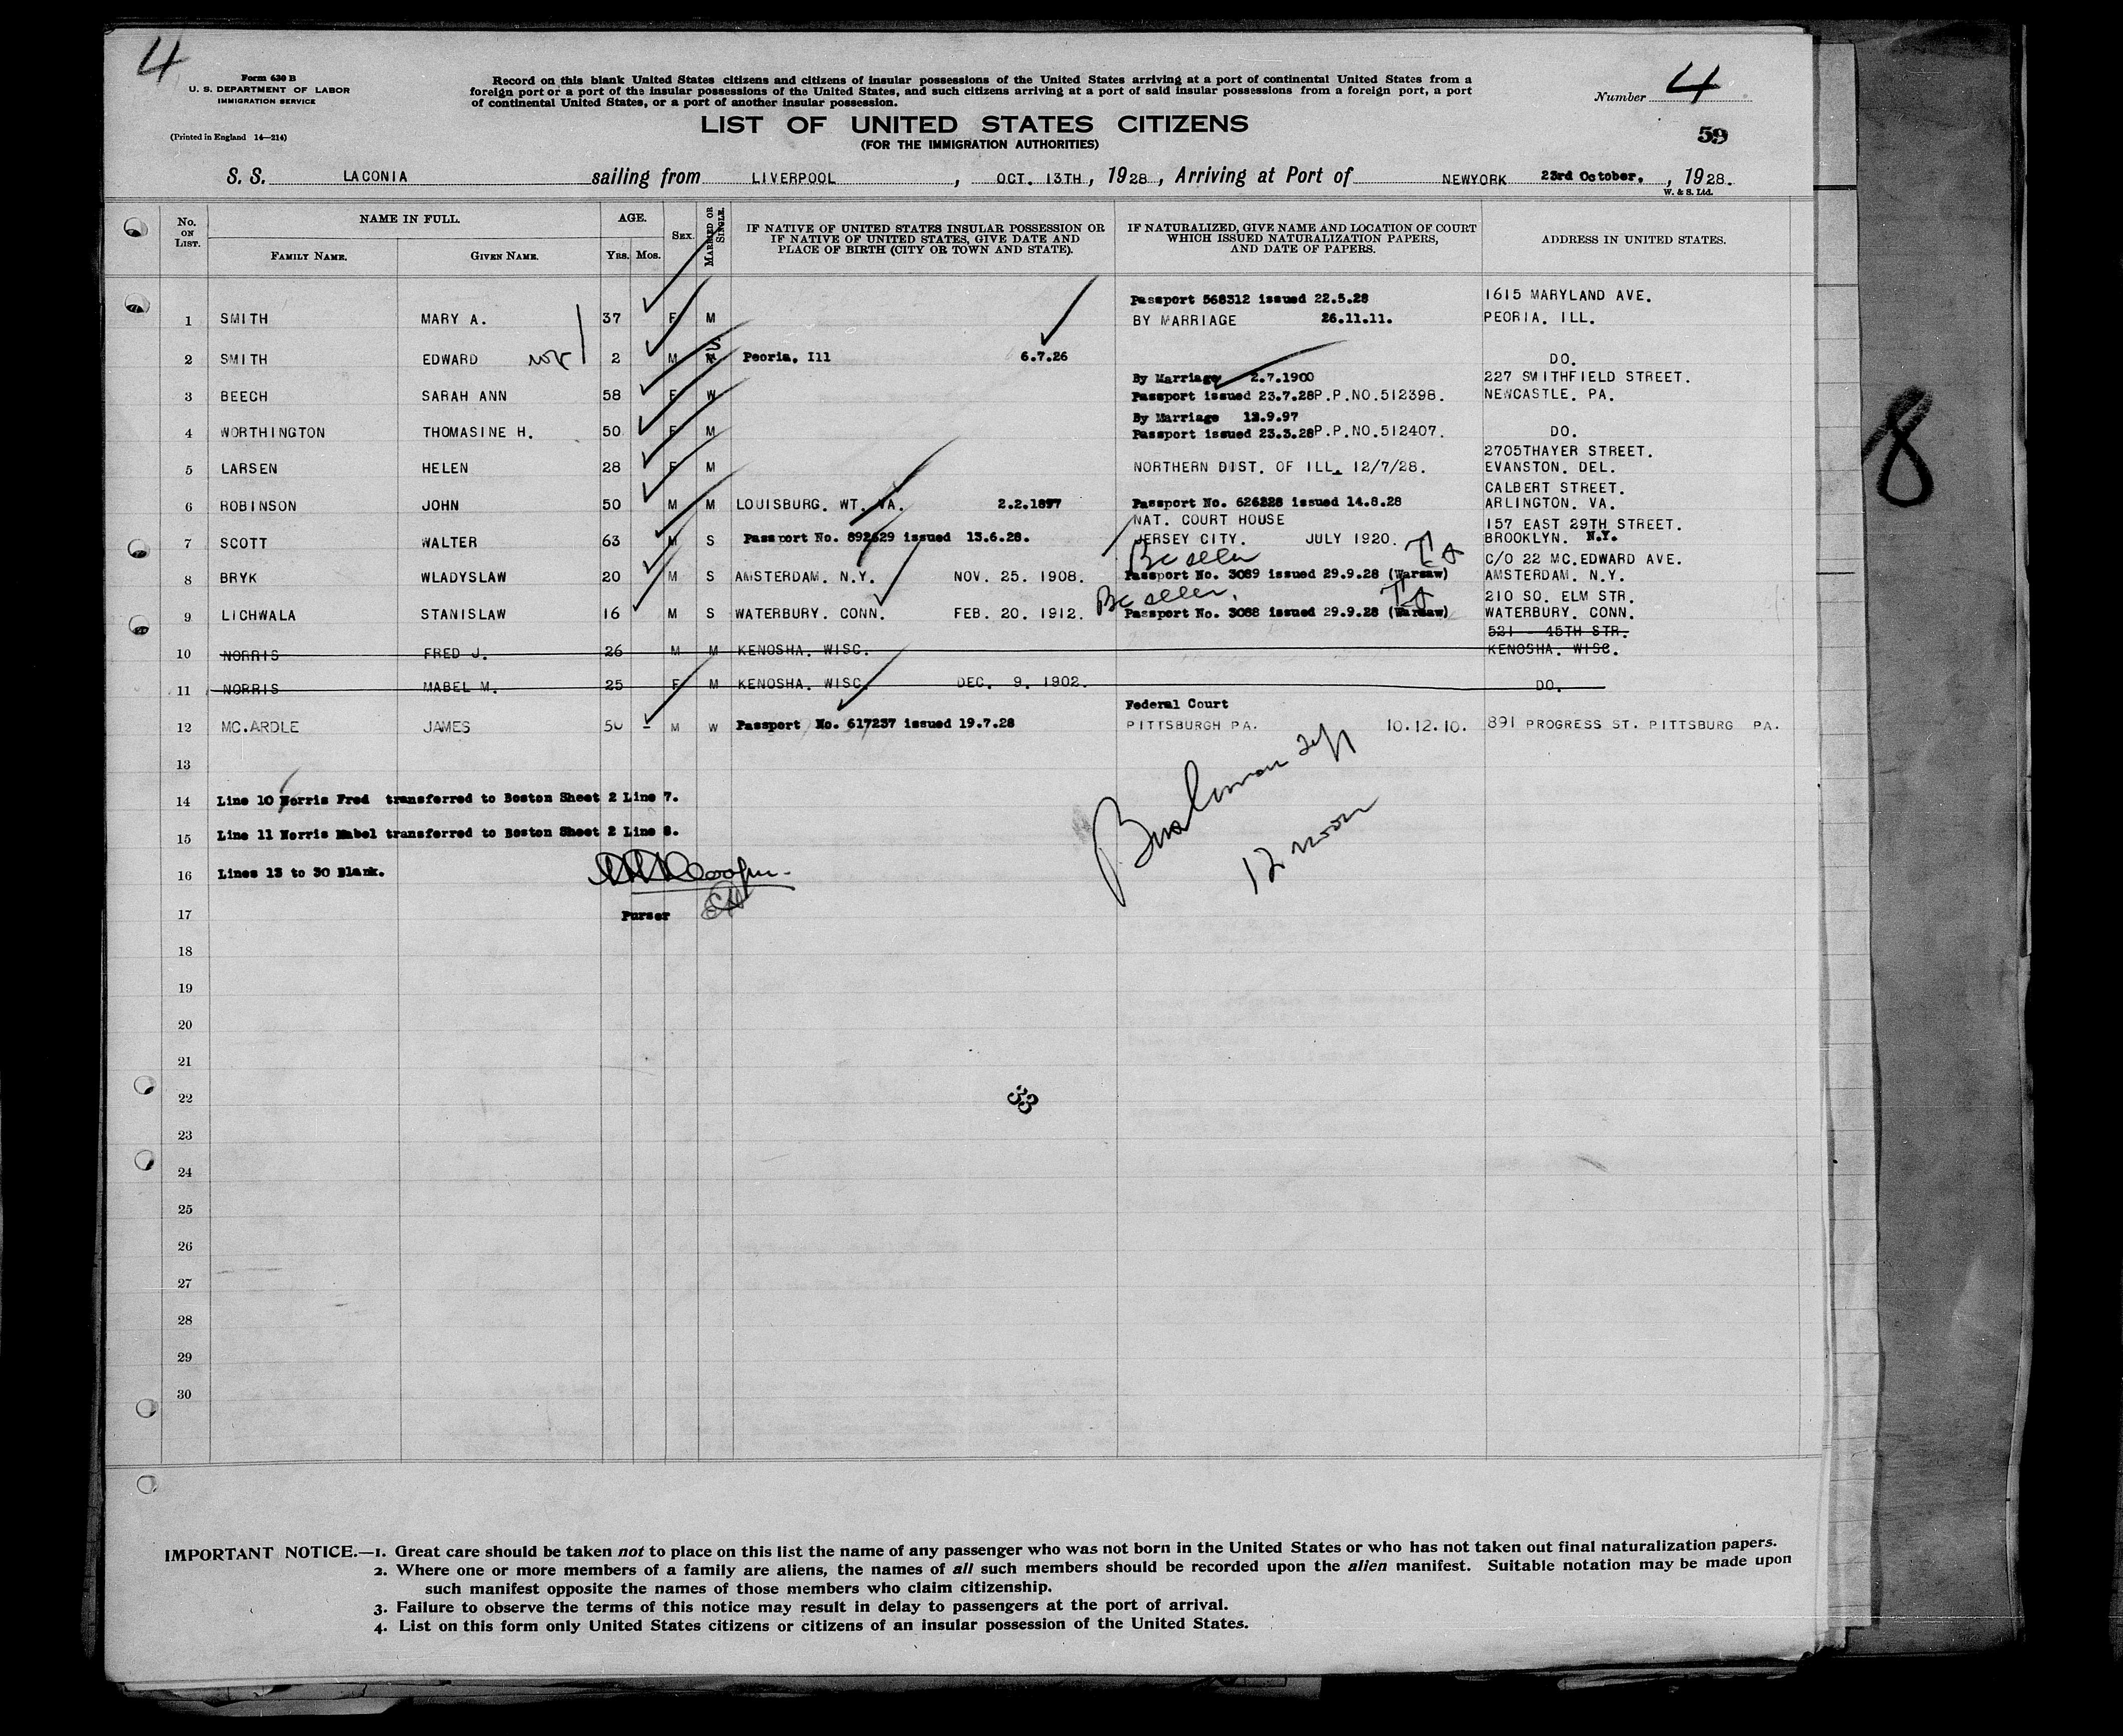 4
Form 630 B
U. S. DEPARTMENT OF LABOR
IMMIGRATION SERVICE
(Printed in England 14—214)
Record on this blank United States citizens and citizens of insular possessions of the United States arriving at a port of continental United States from a
foreign port or a port of the insular possessions of the United States, and such citizens arriving at a port of said insular possessions from a foreign port, a port
of continental United States, or a port of another insular possession.
Number 4
LIST OF UNITED STATES CITIZENS
(FOR THE IMMIGRATION AUTHORITIES)
59
S. S. LACONIA sailing from LIVERPOOL, OCT. 13TH, 1928, Arriving at Port of NEWYORK 23rd October, , 1928.
W. & S. Ltd.
No. ON LIST. NAME IN FULL. AGE. SEX. MARRIED OR SINGLE. IF NATIVE OF UNITED STATES INSULAR POSSESSION OR IF NATIVE OF UNITED STATES, GIVE DATE AND PLACE OF BIRTH (CITY OR TOWN AND STATE). IF NATURALIZED, GIVE NAME AND LOCATION OF COURT WHICH ISSUED NATURALIZATION PAPERS, AND DATE OF PAPERS. ADDRESS IN UNITED STATES.
FAMILY NAME. GIVEN NAME. YRS. MOS.
Passport 568312 issued 22.5.28 1615 MARYLAND AVE.
1 SMITH MARY A. 37 F M BY MARRIAGE 26.11.11. PEORIA. ILL.
2 SMITH EDWARD 2 M S Peoria, Ill 6.7.26 DO.
By Marriage 2.7.1900 227 SMITHFIELD STREET.
3 BEECH SARAH ANN 58 F W Passport issued 23.7.28 P.P.NO.512398. NEWCASTLE. PA.
By Marriage 12.9.97
4 WORTHINGTON THOMASINE H. 50 F M Passport issued 23.3.28 P.P.NO.512407. DO.
2705THAYER STREET.
5 LARSEN HELEN 28 F M NORTHERN DIST. OF ILL. 12/7/28. EVANSTON. DEL.
CALBERT STREET.
6 ROBINSON JOHN 50 M M LOUISBURG. WT. VA. 2.2.1897 Passport No. 626228 issued 14.8.28 ARLINGTON. VA.
NAT. COURT HOUSE 157 EAST 29TH STREET.
7 SCOTT WALTER 63 M S Passport No. 892629 issued 13.6.28. JERSEY CITY. JULY 1920. BROOKLYN. N.Y.
C/O 22 MC.EDWARD AVE.
8 BRYK WLADYSLAW 20 M S AMSTERDAM. N.Y. NOV. 25. 1908. Passport No. 3089 issued 29.9.28 (Warsaw) AMSTERDAM. N.Y.
210 SO. ELM STR.
9 LICHWALA STANISLAW 16 M S WATERBURY. CONN. FEB. 20. 1912. Passport No. 3088 issued 29.9.28 (Warsaw) WATERBURY. CONN.
521 - 45TH STR.
10 NORRIS FRED J. 26 M M KENOSHA. WISC. KENOSHA. WISC.
11 NORRIS MABEL M. 25 F M KENOSHA. WISC. DEC. 9. 1902. DO.
Federal Court
12 MC.ARDLE JAMES 50 - M W Passport No. 617237 issued 19.7.28 PITTSBURGH PA. 10.12.10. 891 PROGRESS ST. PITTSBURG PA.
13
14 Line 10 Norris Fred transferred to Boston Sheet 2 Line 7.
15 Line 11 Norris Mabel transferred to Boston Sheet 2 Line 8.
12 noon
16 Lines 13 to 30 Blank.
17 Purser
18
19
20
21
22
33
23
24
25
26
27
28
29
30
8
IMPORTANT NOTICE.—1. Great care should be taken not to place on this list the name of any passenger who was not born in the United States or who has not taken out final naturalization papers.
2. Where one or more members of a family are aliens, the names of all such members should be recorded upon the alien manifest. Suitable notation may be made upon
such manifest opposite the names of those members who claim citizenship.
3. Failure to observe the terms of this notice may result in delay to passengers at the port of arrival.
4. List on this form only United States citizens or citizens of an insular possession of the United States.